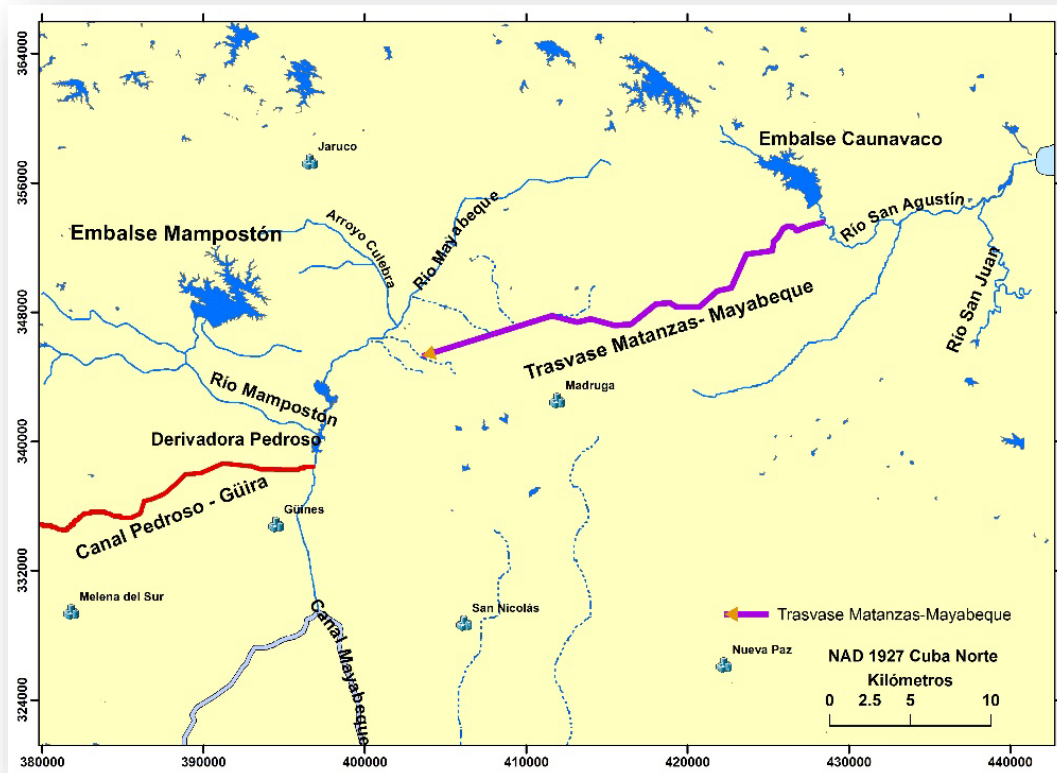 364000
356000
348000
340000
332000
324000
Jaruco
Embalse Caunavaco
Río San Agustín
Río San Juan
Embalse Mampostón
Arroyo Culebra
Río Mayabeque
Trasvase Matanzas- Mayabeque
Madruga
Río Mampostón
Derivadora Pedroso
Canal Pedroso - Güira
Güines
Melena del Sur
Canal Mayabeque
San Nicolás
Trasvase Matanzas-Mayabeque
Nueva Paz
NAD 1927 Cuba Norte
Kilómetros
0 2.5 5 10
380000 390000 400000 410000 420000 430000 440000